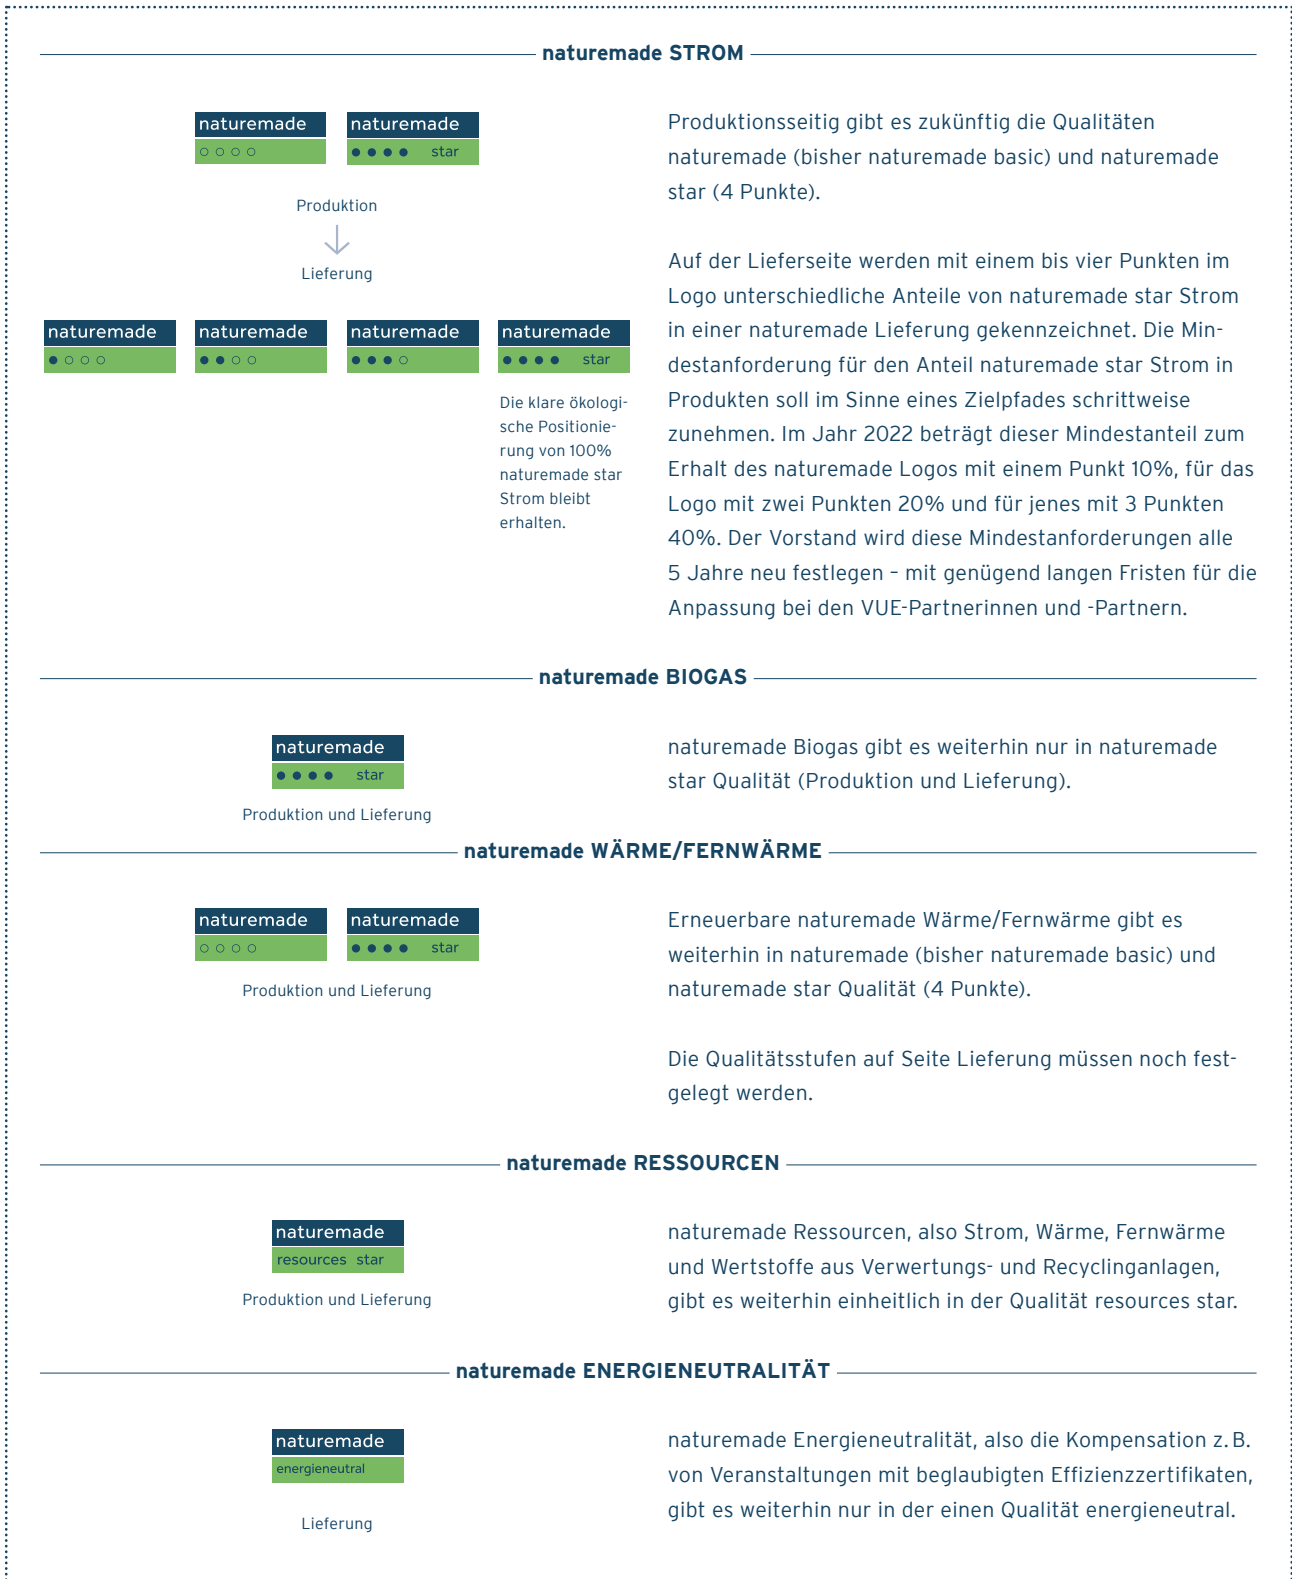 naturemade STROM
naturemade
naturemade
○ ○ ○ ○
● ● ● ● star
Produktion
Lieferung
naturemade
● ○ ○ ○
naturemade
● ● ○ ○
naturemade
● ● ● ○
naturemade
● ● ● ● star
Die klare ökologi-
sche Positionie-
rung von 100%
naturemade star
Strom bleibt
erhalten.
Produktionsseitig gibt es zukünftig die Qualitäten
naturemade (bisher naturemade basic) und naturemade
star (4 Punkte).
Auf der Lieferseite werden mit einem bis vier Punkten im
Logo unterschiedliche Anteile von naturemade star Strom
in einer naturemade Lieferung gekennzeichnet. Die Min-
destanforderung für den Anteil naturemade star Strom in
Produkten soll im Sinne eines Zielpfades schrittweise
zunehmen. Im Jahr 2022 beträgt dieser Mindestanteil zum
Erhalt des naturemade Logos mit einem Punkt 10%, für das
Logo mit zwei Punkten 20% und für jenes mit 3 Punkten
40%. Der Vorstand wird diese Mindestanforderungen alle
5 Jahre neu festlegen – mit genügend langen Fristen für die
Anpassung bei den VUE-Partnerinnen und -Partnern.
naturemade BIOGAS
naturemade
● ● ● ● star
Produktion und Lieferung
naturemade Biogas gibt es weiterhin nur in naturemade
star Qualität (Produktion und Lieferung).
naturemade WÄRME/FERNWÄRME
naturemade
○ ○ ○ ○
naturemade
● ● ● ● star
Produktion und Lieferung
Erneuerbare naturemade Wärme/Fernwärme gibt es
weiterhin in naturemade (bisher naturemade basic) und
naturemade star Qualität (4 Punkte).
Die Qualitätsstufen auf Seite Lieferung müssen noch fest-
gelegt werden.
naturemade RESSOURCEN
naturemade
resources star
Produktion und Lieferung
naturemade Ressourcen, also Strom, Wärme, Fernwärme
und Wertstoffe aus Verwertungs- und Recyclinganlagen,
gibt es weiterhin einheitlich in der Qualität resources star.
naturemade ENERGIENEUTRALITÄT
naturemade
energieneutral
Lieferung
naturemade Energieneutralität, also die Kompensation z. B.
von Veranstaltungen mit beglaubigten Effizienzzertifikaten,
gibt es weiterhin nur in der einen Qualität energieneutral.